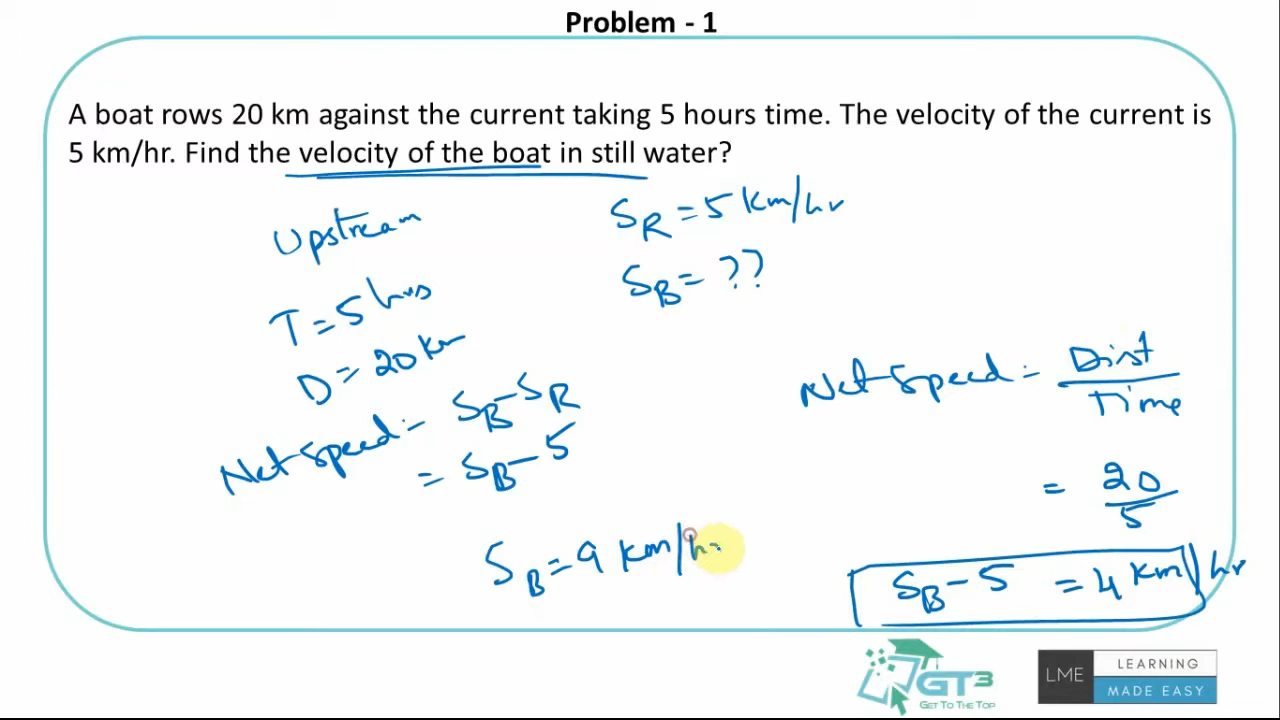 Problem - 1
A boat rows 20 km against the current taking 5 hours time. The velocity of the current is
5 km/hr. Find the velocity of the boat in still water?
Upstream
T = 5 hrs
D = 20 km
Net Speed = SB - SR
= SB - 5
SR = 5 km/hr
SB = ??
Net Speed = Dist / Time
= 20 / 5
SB - 5 = 4 km/hr
SB = 9 km/hr
GT3
GET TO THE TOP
LME
LEARNING
MADE EASY